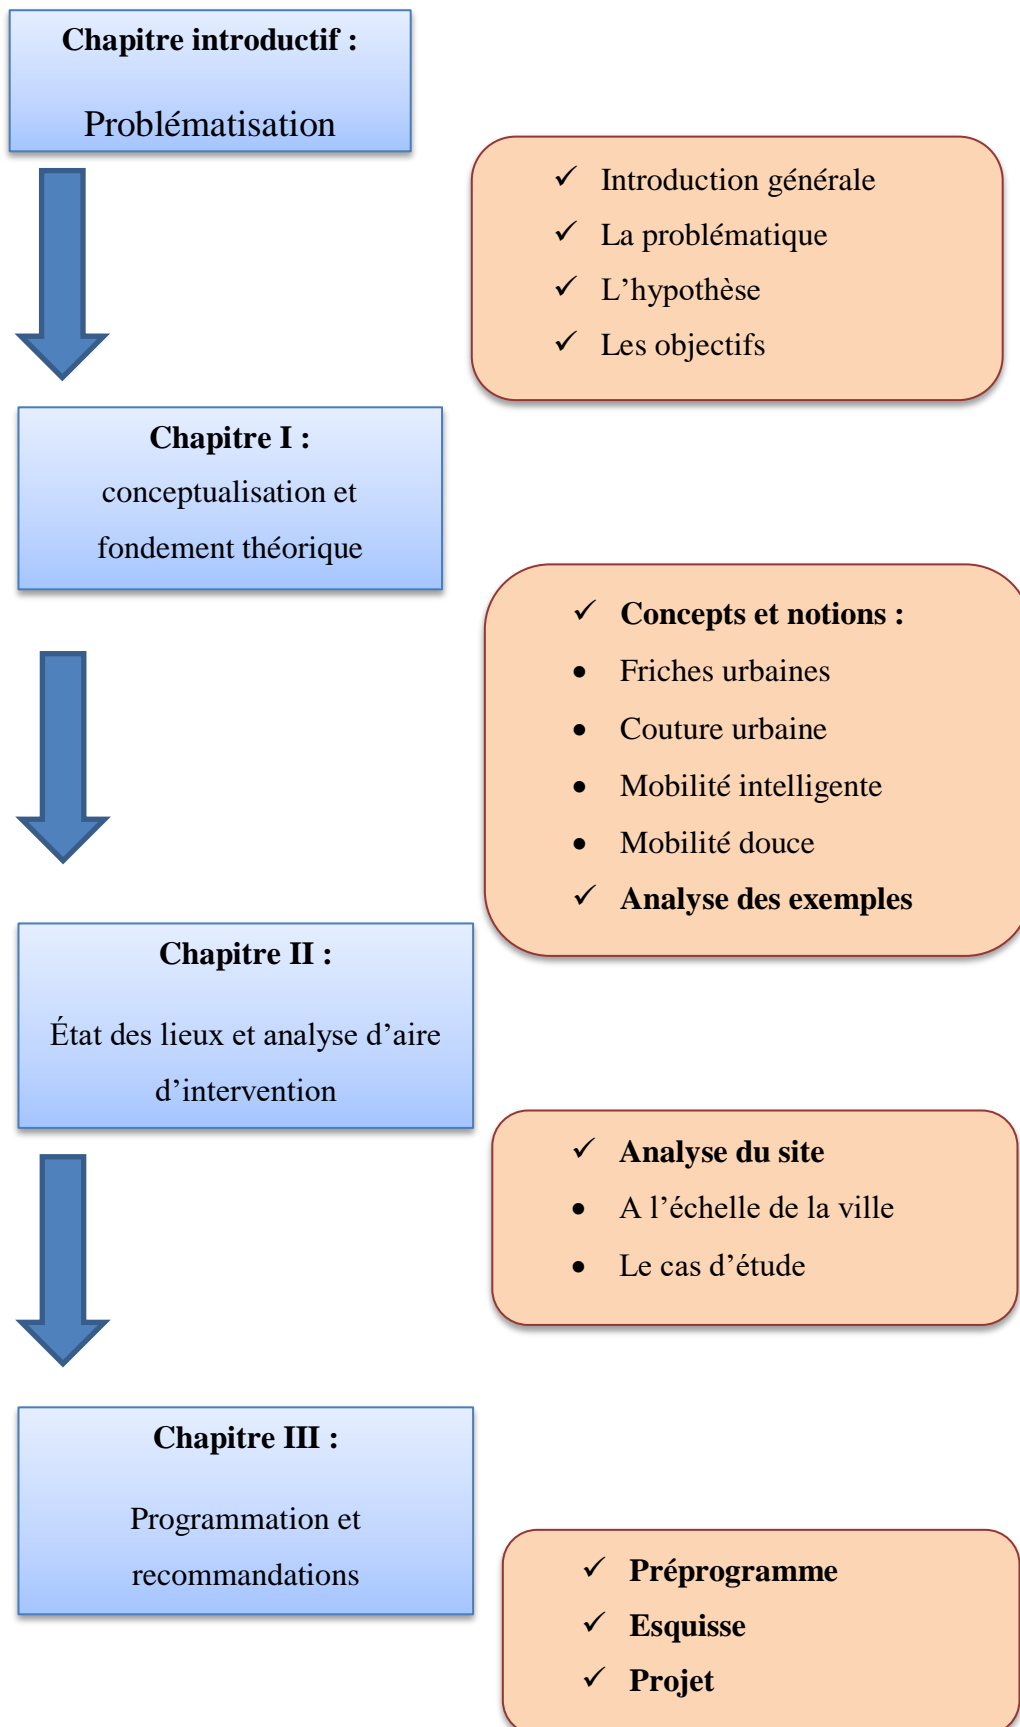 Chapitre introductif :
Problématisation
✓ Introduction générale
✓ La problématique
✓ L’hypothèse
✓ Les objectifs
Chapitre I :
conceptualisation et
fondement théorique
✓ Concepts et notions :
• Friches urbaines
• Couture urbaine
• Mobilité intelligente
• Mobilité douce
✓ Analyse des exemples
Chapitre II :
État des lieux et analyse d’aire
d’intervention
✓ Analyse du site
• A l’échelle de la ville
• Le cas d’étude
Chapitre III :
Programmation et
recommandations
✓ Préprogramme
✓ Esquisse
✓ Projet